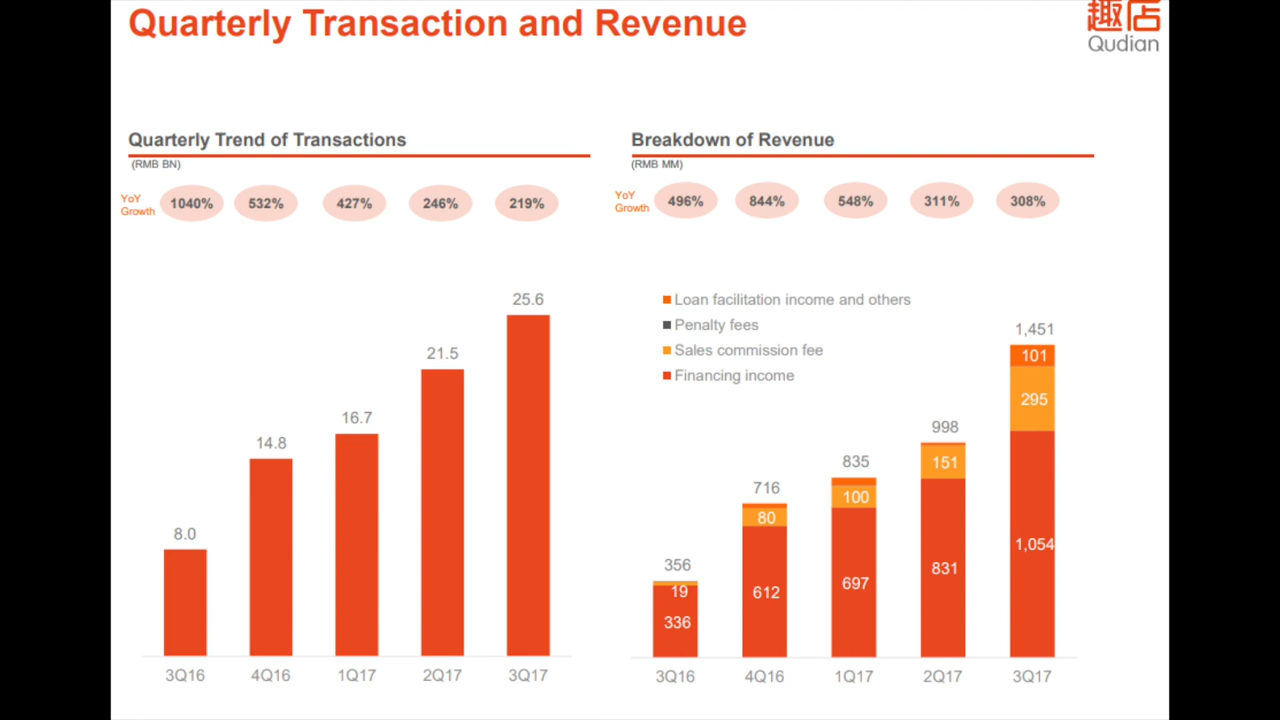 Quarterly Transaction and Revenue
趣店
Qudian
Quarterly Trend of Transactions
(RMB BN)
YoY
Growth
1040% 532% 427% 246% 219%
25.6
21.5
16.7
14.8
8.0
3Q16 4Q16 1Q17 2Q17 3Q17
Breakdown of Revenue
(RMB MM)
YoY
Growth
496% 844% 548% 311% 308%
Loan facilitation income and others
Penalty fees
Sales commission fee
Financing income
356
19
336
716
80
612
835
100
697
998
151
831
1,451
101
295
1,054
3Q16 4Q16 1Q17 2Q17 3Q17